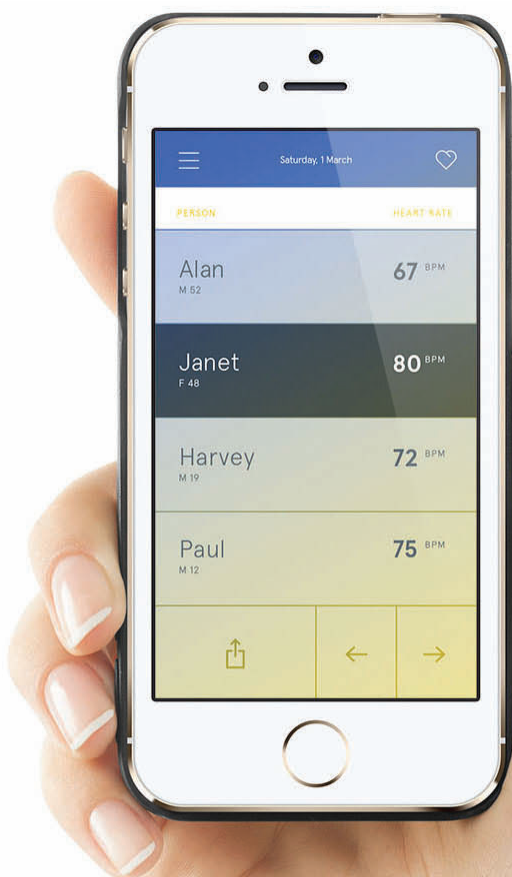 Saturday, 1 March
PERSON HEART RATE
Alan 67 BPM
M 52
Janet 80 BPM
F 48
Harvey 72 BPM
M 19
Paul 75 BPM
M 12